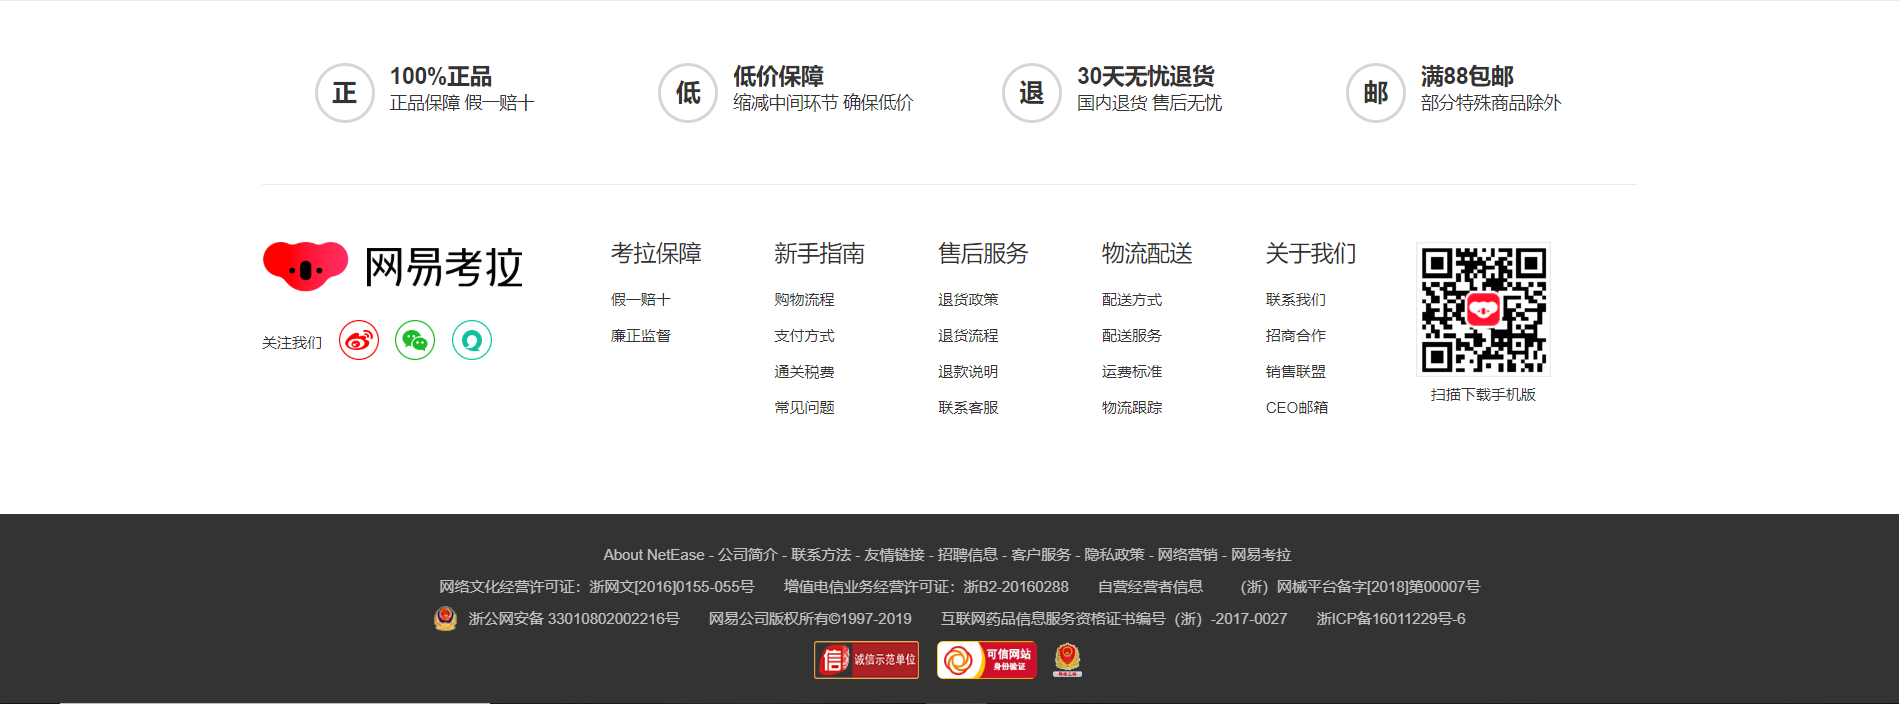 正 100%正品
正品保障 假一赔十
低 低价保障
缩减中间环节 确保低价
退 30天无忧退货
国内退货 售后无忧
邮 满88包邮
部分特殊商品除外
网易考拉
关注我们
考拉保障
假一赔十
廉正监督
新手指南
购物流程
支付方式
通关税费
常见问题
售后服务
退货政策
退货流程
退款说明
联系客服
物流配送
配送方式
配送服务
运费标准
物流跟踪
关于我们
联系我们
招商合作
销售联盟
CEO邮箱
扫描下载手机版
About NetEase - 公司简介 - 联系方法 - 友情链接 - 招聘信息 - 客户服务 - 隐私政策 - 网络营销 - 网易考拉
网络文化经营许可证：浙网文[2016]0155-055号 增值电信业务经营许可证：浙B2-20160288 自营经营者信息 （浙）网械平台备字[2018]第00007号
浙公网安备 33010802002216号 网易公司版权所有©1997-2019 互联网药品信息服务资格证书编号（浙）-2017-0027 浙ICP备16011229号-6
信 诚信示范单位
可信网站
身份验证